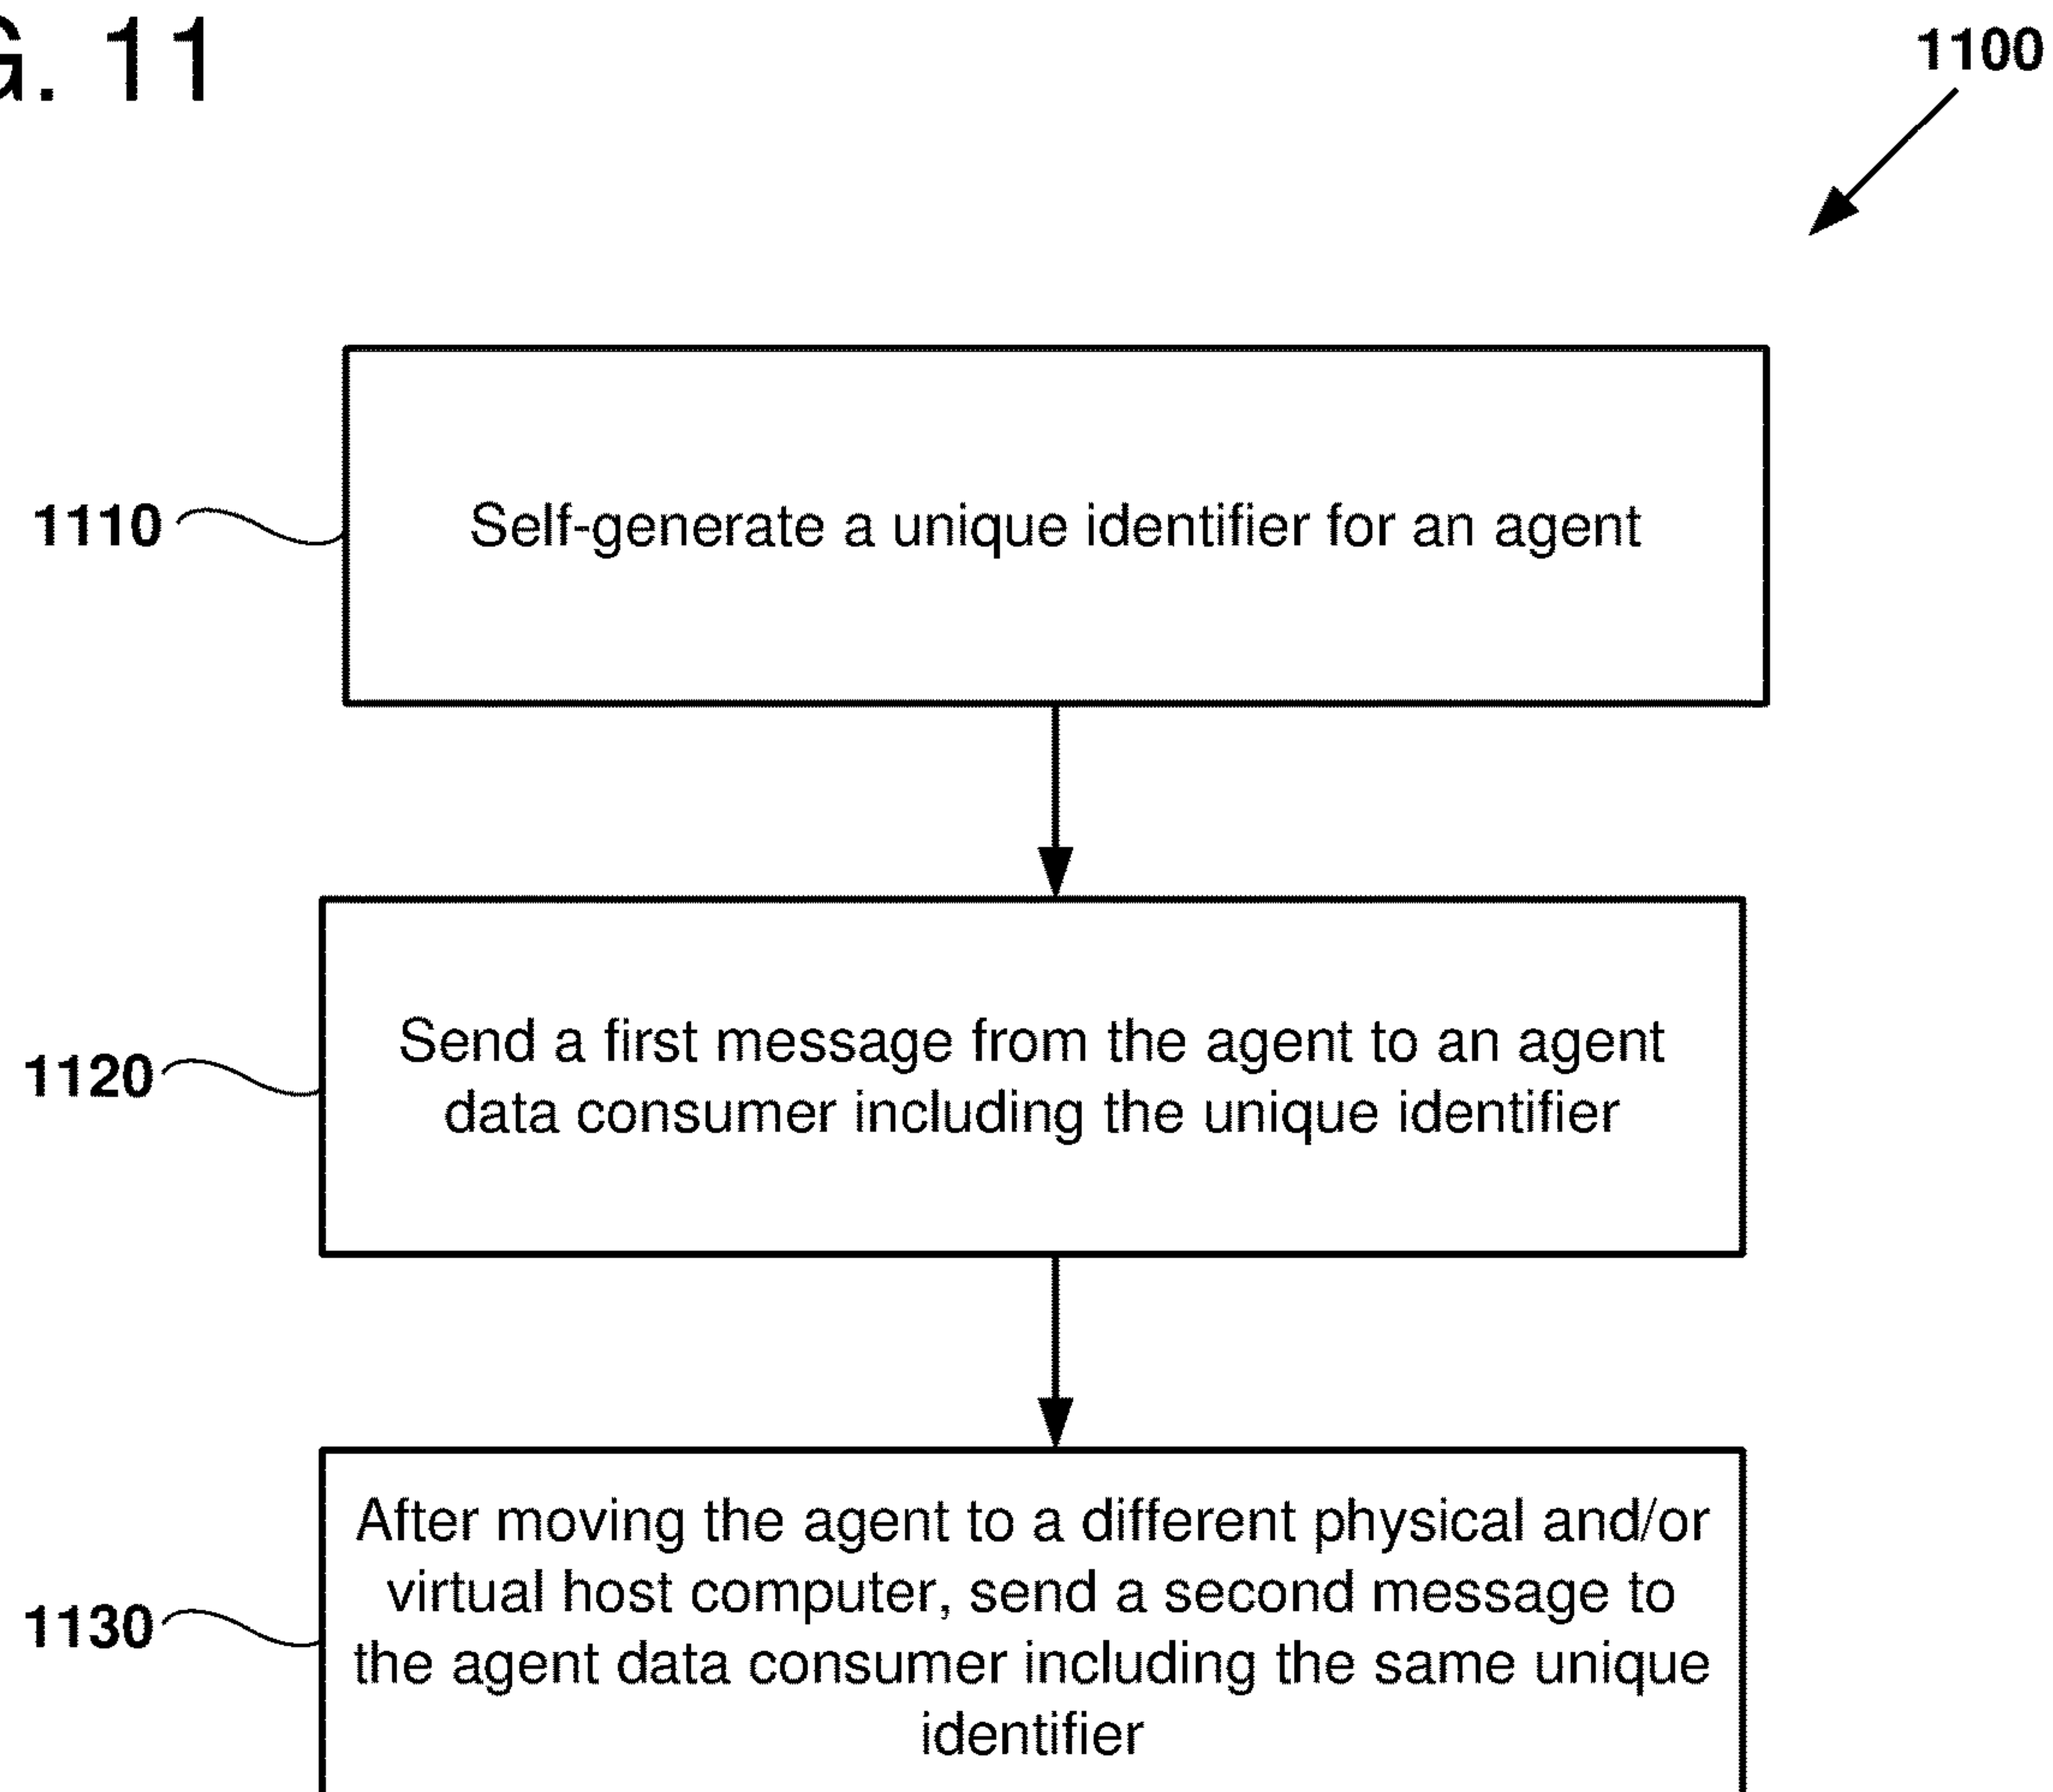 G. 11
1100
1110
Self-generate a unique identifier for an agent
1120
Send a first message from the agent to an agent
data consumer including the unique identifier
1130
After moving the agent to a different physical and/or
virtual host computer, send a second message to
the agent data consumer including the same unique
identifier